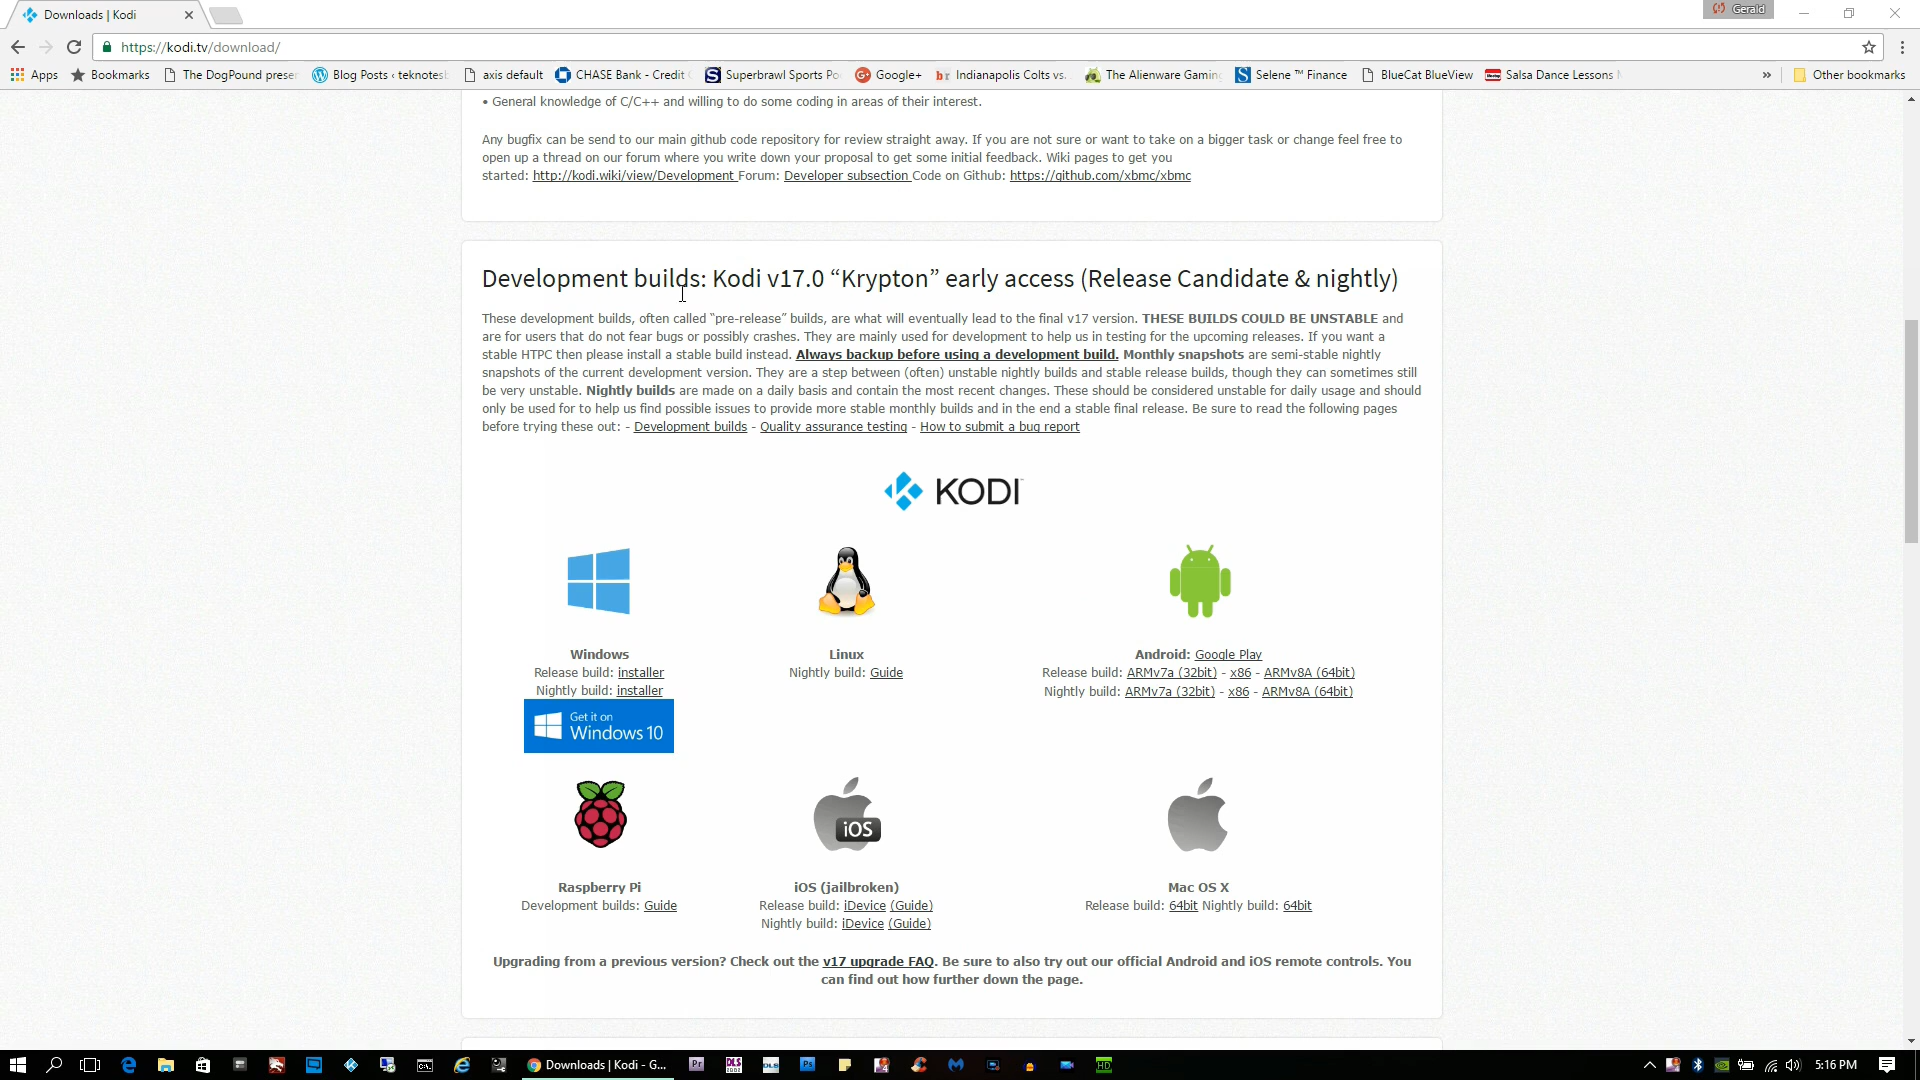 Downloads | Kodi
Gerald
https://kodi.tv/download/
Apps Bookmarks The DogPound preser Blog Posts ‹ teknotest axis default CHASE Bank - Credit Superbrawl Sports Po Google+ Indianapolis Colts vs. The Alienware Gaming Selene ™ Finance BlueCat BlueView Salsa Dance Lessons » Other bookmarks
• General knowledge of C/C++ and willing to do some coding in areas of their interest.
Any bugfix can be send to our main github code repository for review straight away. If you are not sure or want to take on a bigger task or change feel free to
open up a thread on our forum where you write down your proposal to get some initial feedback. Wiki pages to get you
started: http://kodi.wiki/view/Development Forum: Developer subsection Code on Github: https://github.com/xbmc/xbmc
Development builds: Kodi v17.0 “Krypton” early access (Release Candidate & nightly)
These development builds, often called “pre-release” builds, are what will eventually lead to the final v17 version. THESE BUILDS COULD BE UNSTABLE and
are for users that do not fear bugs or possibly crashes. They are mainly used for development to help us in testing for the upcoming releases. If you want a
stable HTPC then please install a stable build instead. Always backup before using a development build. Monthly snapshots are semi-stable nightly
snapshots of the current development version. They are a step between (often) unstable nightly builds and stable release builds, though they can sometimes still
be very unstable. Nightly builds are made on a daily basis and contain the most recent changes. These should be considered unstable for daily usage and should
only be used for to help us find possible issues to provide more stable monthly builds and in the end a stable final release. Be sure to read the following pages
before trying these out: - Development builds - Quality assurance testing - How to submit a bug report
KODI
Windows
Release build: installer
Nightly build: installer
Get it on
Windows 10
Linux
Nightly build: Guide
Android: Google Play
Release build: ARMv7a (32bit) - x86 - ARMv8A (64bit)
Nightly build: ARMv7a (32bit) - x86 - ARMv8A (64bit)
Raspberry Pi
Development builds: Guide
iOS
iOS (jailbroken)
Release build: iDevice (Guide)
Nightly build: iDevice (Guide)
Mac OS X
Release build: 64bit Nightly build: 64bit
Upgrading from a previous version? Check out the v17 upgrade FAQ. Be sure to also try out our official Android and iOS remote controls. You
can find out how further down the page.
Downloads | Kodi - G...
Pr
Ps
HD
5:16 PM